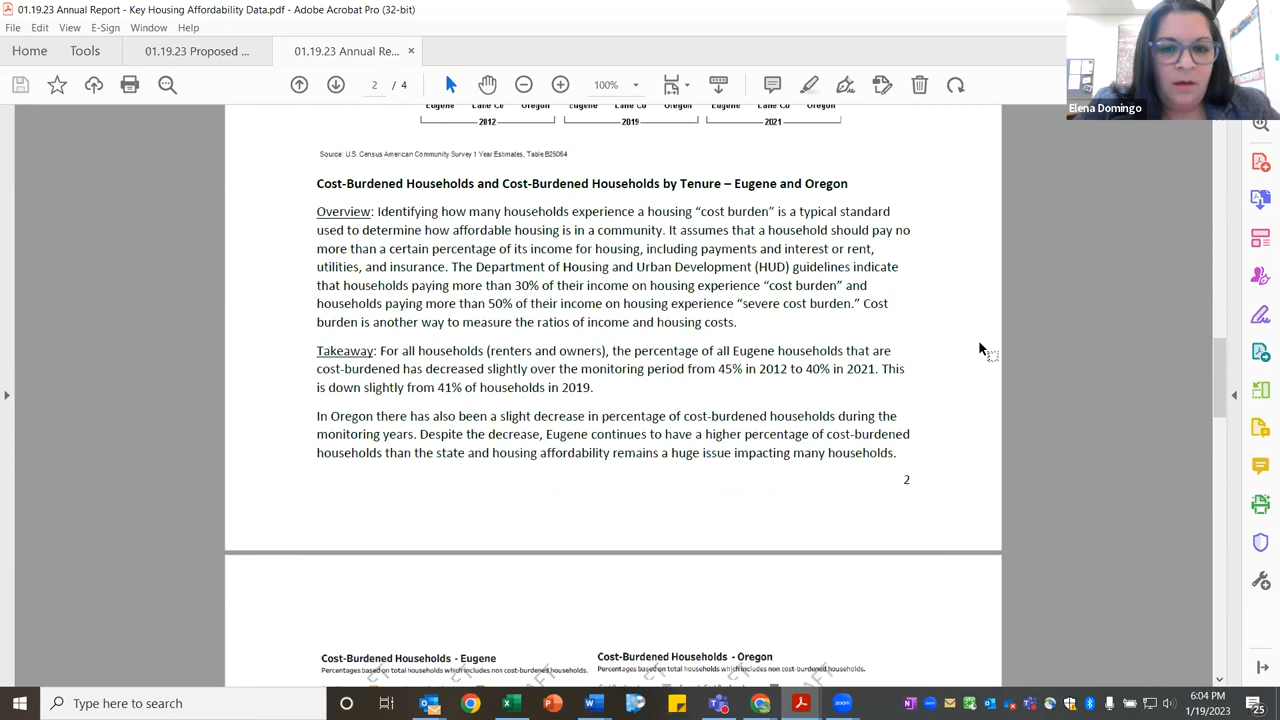 01.19.23 Annual Report - Key Housing Affordability Data.pdf - Adobe Acrobat Pro (32-bit)
File Edit View E-Sign Window Help
Home Tools 01.19.23 Proposed ... 01.19.23 Annual Re... ×
2 / 4 100%
Elena Domingo
Eugene Lane Co Oregon Eugene Lane Co Oregon Eugene Lane Co Oregon
2012 2019 2021
Source: U.S. Census American Community Survey 1 Year Estimates, Table B25064
Cost-Burdened Households and Cost-Burdened Households by Tenure – Eugene and Oregon
Overview: Identifying how many households experience a housing “cost burden” is a typical standard
used to determine how affordable housing is in a community. It assumes that a household should pay no
more than a certain percentage of its income for housing, including payments and interest or rent,
utilities, and insurance. The Department of Housing and Urban Development (HUD) guidelines indicate
that households paying more than 30% of their income on housing experience “cost burden” and
households paying more than 50% of their income on housing experience “severe cost burden.” Cost
burden is another way to measure the ratios of income and housing costs.
Takeaway: For all households (renters and owners), the percentage of all Eugene households that are
cost-burdened has decreased slightly over the monitoring period from 45% in 2012 to 40% in 2021. This
is down slightly from 41% of households in 2019.
In Oregon there has also been a slight decrease in percentage of cost-burdened households during the
monitoring years. Despite the decrease, Eugene continues to have a higher percentage of cost-burdened
households than the state and housing affordability remains a huge issue impacting many households.
2
Cost-Burdened Households - Eugene Cost-Burdened Households - Oregon
Percentages based on total households which includes non cost-burdened households. Percentages based on total households which includes non cost-burdened households.
Type here to search
6:04 PM
1/19/2023
25